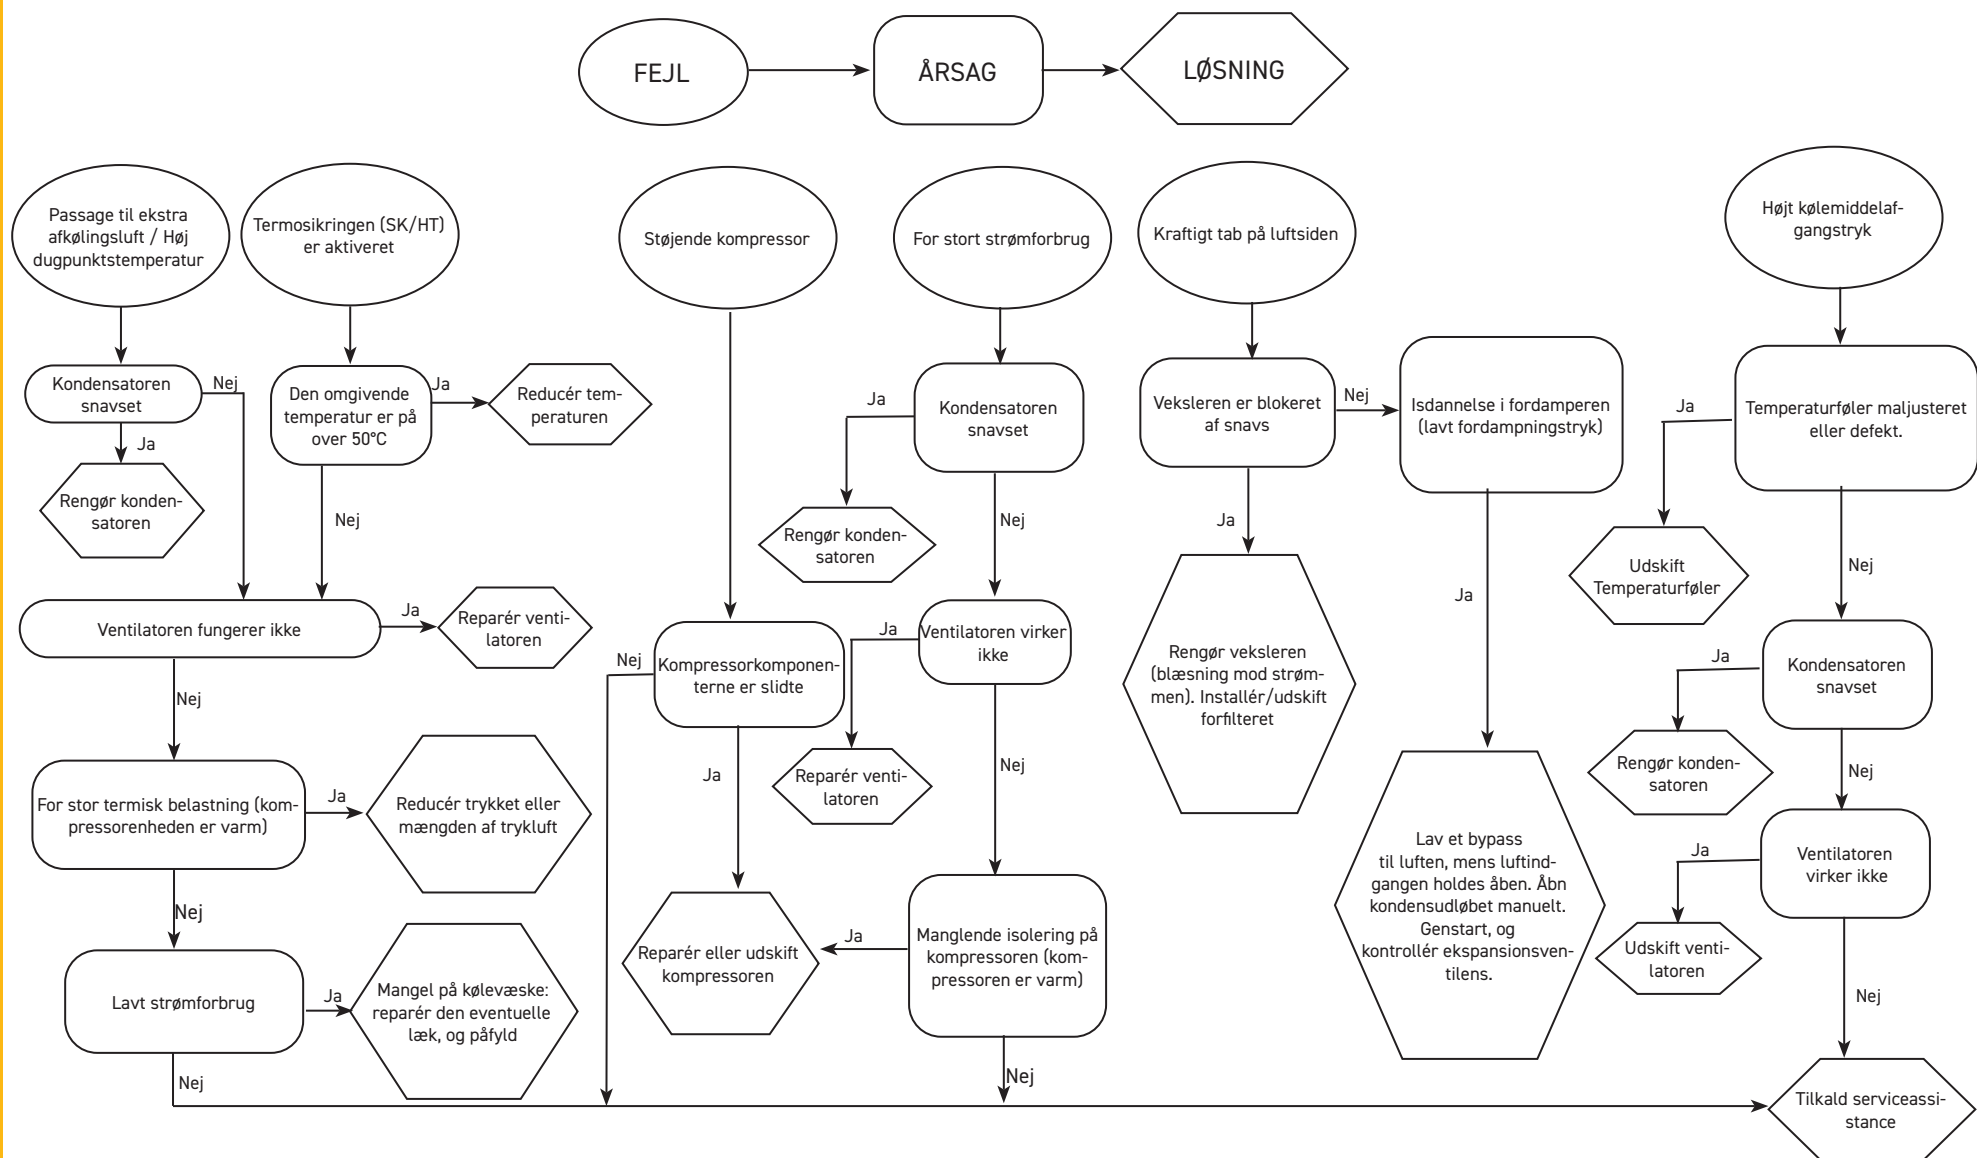 FEJL
ÅRSAG
LØSNING
Passage til ekstra
afkølingsluft / Høj
dugpunktstemperatur
Termosikringen (SK/HT)
er aktiveret
Støjende kompressor
For stort strømforbrug
Kraftigt tab på luftsiden
Højt kølemiddelaf-
gangstryk
Kondensatoren
snavset
Nej
Ja
Rengør konden-
satoren
Den omgivende
temperatur er på
over 50°C
Ja
Reducér tem-
peraturen
Nej
Ventilatoren fungerer ikke
Ja
Reparér venti-
latoren
Nej
For stor termisk belastning (kom-
pressorenheden er varm)
Ja
Reducér trykket eller
mængden af trykluft
Nej
Lavt strømforbrug
Ja
Mangel på kølevæske:
reparér den eventuelle
læk, og påfyld
Nej
Kompressorkomponen-
terne er slidte
Nej
Ja
Reparér eller udskift
kompressoren
Kondensatoren
snavset
Ja
Rengør konden-
satoren
Nej
Ventilatoren virker
ikke
Ja
Reparér venti-
latoren
Nej
Manglende isolering på
kompressoren (kom-
pressoren er varm)
Ja
Nej
Veksleren er blokeret
af snavs
Nej
Ja
Rengør veksleren
(blæsning mod strøm-
men). Installér/udskift
forfilteret
Isdannelse i fordamperen
(lavt fordampningstryk)
Ja
Lav et bypass
til luften, mens luftind-
gangen holdes åben. Åbn
kondensudløbet manuelt.
Genstart, og
kontrollér ekspansionsven-
tilens.
Temperaturføler maljusteret
eller defekt.
Ja
Udskift
Temperaturføler
Nej
Kondensatoren
snavset
Ja
Rengør konden-
satoren
Nej
Ventilatoren
virker ikke
Ja
Udskift venti-
latoren
Nej
Tilkald serviceassi-
stance